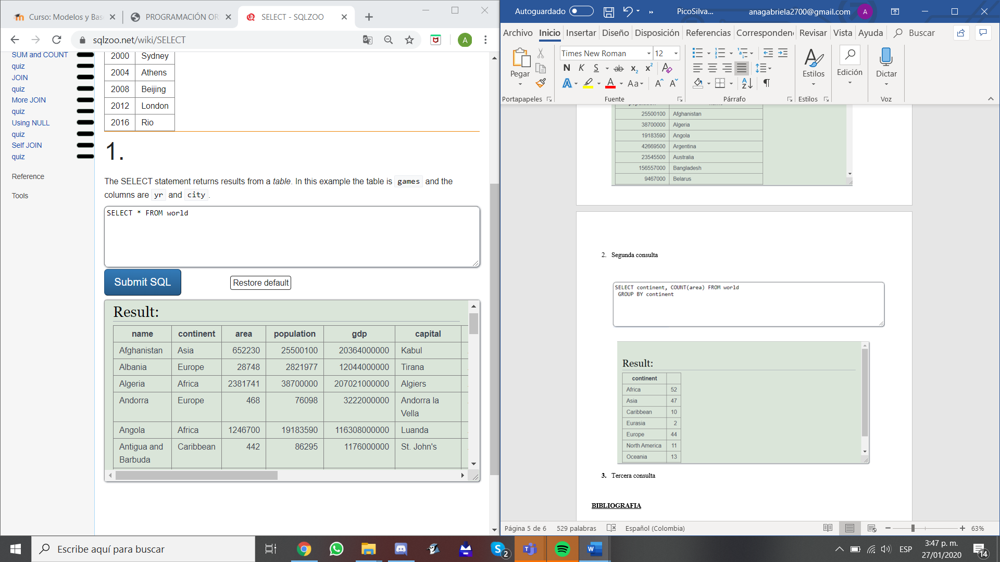 Curso: Modelos y Bas
PROGRAMACIÓN OR
SELECT - SQLZOO
sqlzoo.net/wiki/SELECT
A
SUM and COUNT
quiz
JOIN
quiz
More JOIN
quiz
Using NULL
quiz
Self JOIN
quiz
Reference
Tools
2000 Sydney
2004 Athens
2008 Beijing
2012 London
2016 Rio
1.
The SELECT statement returns results from a table. In this example the table is games and the
columns are yr and city .
SELECT * FROM world
Submit SQL
Restore default
Result:
name continent area population gdp capital
Afghanistan Asia 652230 25500100 20364000000 Kabul
Albania Europe 28748 2821977 12044000000 Tirana
Algeria Africa 2381741 38700000 207021000000 Algiers
Andorra Europe 468 76098 3222000000 Andorra la
Vella
Angola Africa 1246700 19183590 116308000000 Luanda
Antigua and Caribbean 442 86295 1176000000 St. John's
Barbuda
Autoguardado
PicoSilva...
anagabriela2700@gmail.com
A
Archivo Inicio Insertar Diseño Disposición Referencias Corresponden Revisar Vista Ayuda Buscar
Times New Roman 12
N K S ab x2 x2 A
A A Aa A A
Pegar
Estilos
Edición
Dictar
Portapapeles Fuente Párrafo Estilos Voz
population name
25500100 Afghanistan
38700000 Algeria
19183590 Angola
42669500 Argentina
23545500 Australia
156557000 Bangladesh
9467000 Belarus
2. Segunda consulta
SELECT continent, COUNT(area) FROM world
GROUP BY continent
Result:
continent
Africa 52
Asia 47
Caribbean 10
Eurasia 2
Europe 44
North America 11
Oceania 13
3. Tercera consulta
BIBLIOGRAFIA
Página 5 de 6 529 palabras Español (Colombia) 63%
Escribe aquí para buscar
2
ESP
3:47 p. m.
27/01/2020
14